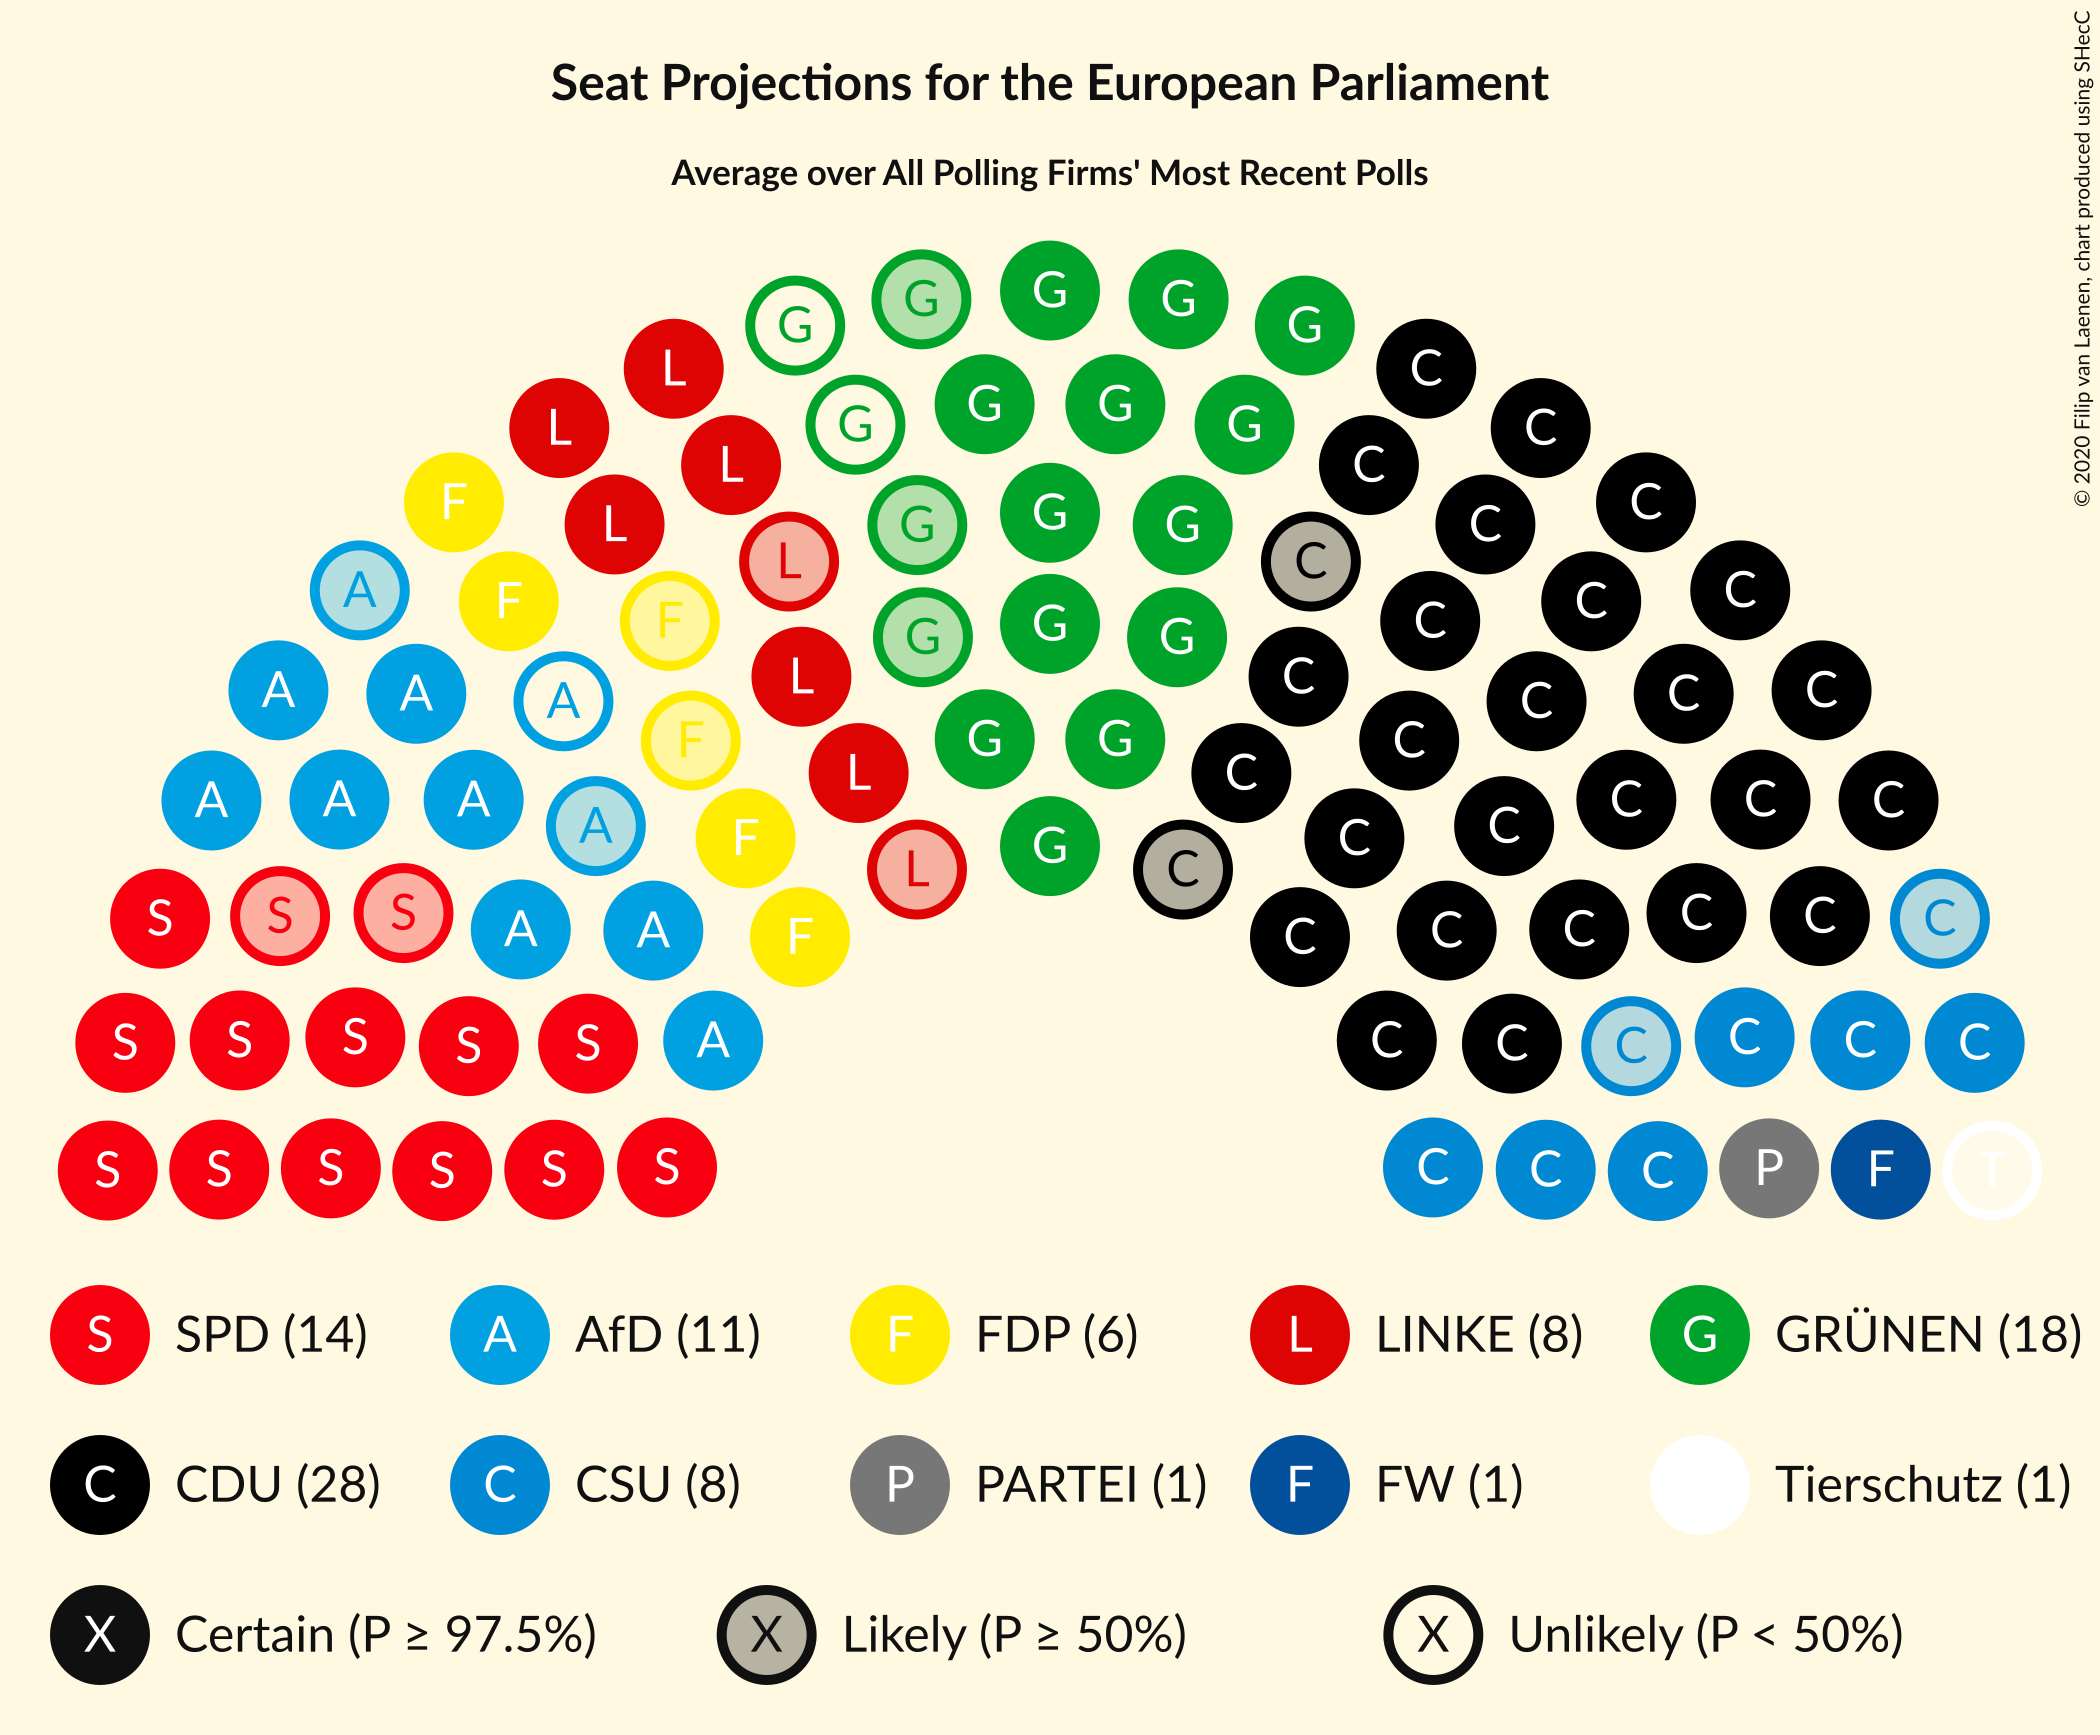 Seat Projections for the European Parliament
Average over All Polling Firms' Most Recent Polls
© 2020 Filip van Laenen, chart produced using SHecC
G G G G G
L G G G G C
L L G G G C C
F L L G G G C C C
A F F L G G C C C C
A A A F L G C C C C C
A A A A F L C C C C C C
S S S A A F C C C C C C
S S S S S A C C C C C C
S S S S S S C C C P F T
S SPD (14) A AfD (11) F FDP (6) L LINKE (8) G GRÜNEN (18)
C CDU (28) C CSU (8) P PARTEI (1) F FW (1) Tierschutz (1)
X Certain (P ≥ 97.5%) X Likely (P ≥ 50%) X Unlikely (P < 50%)